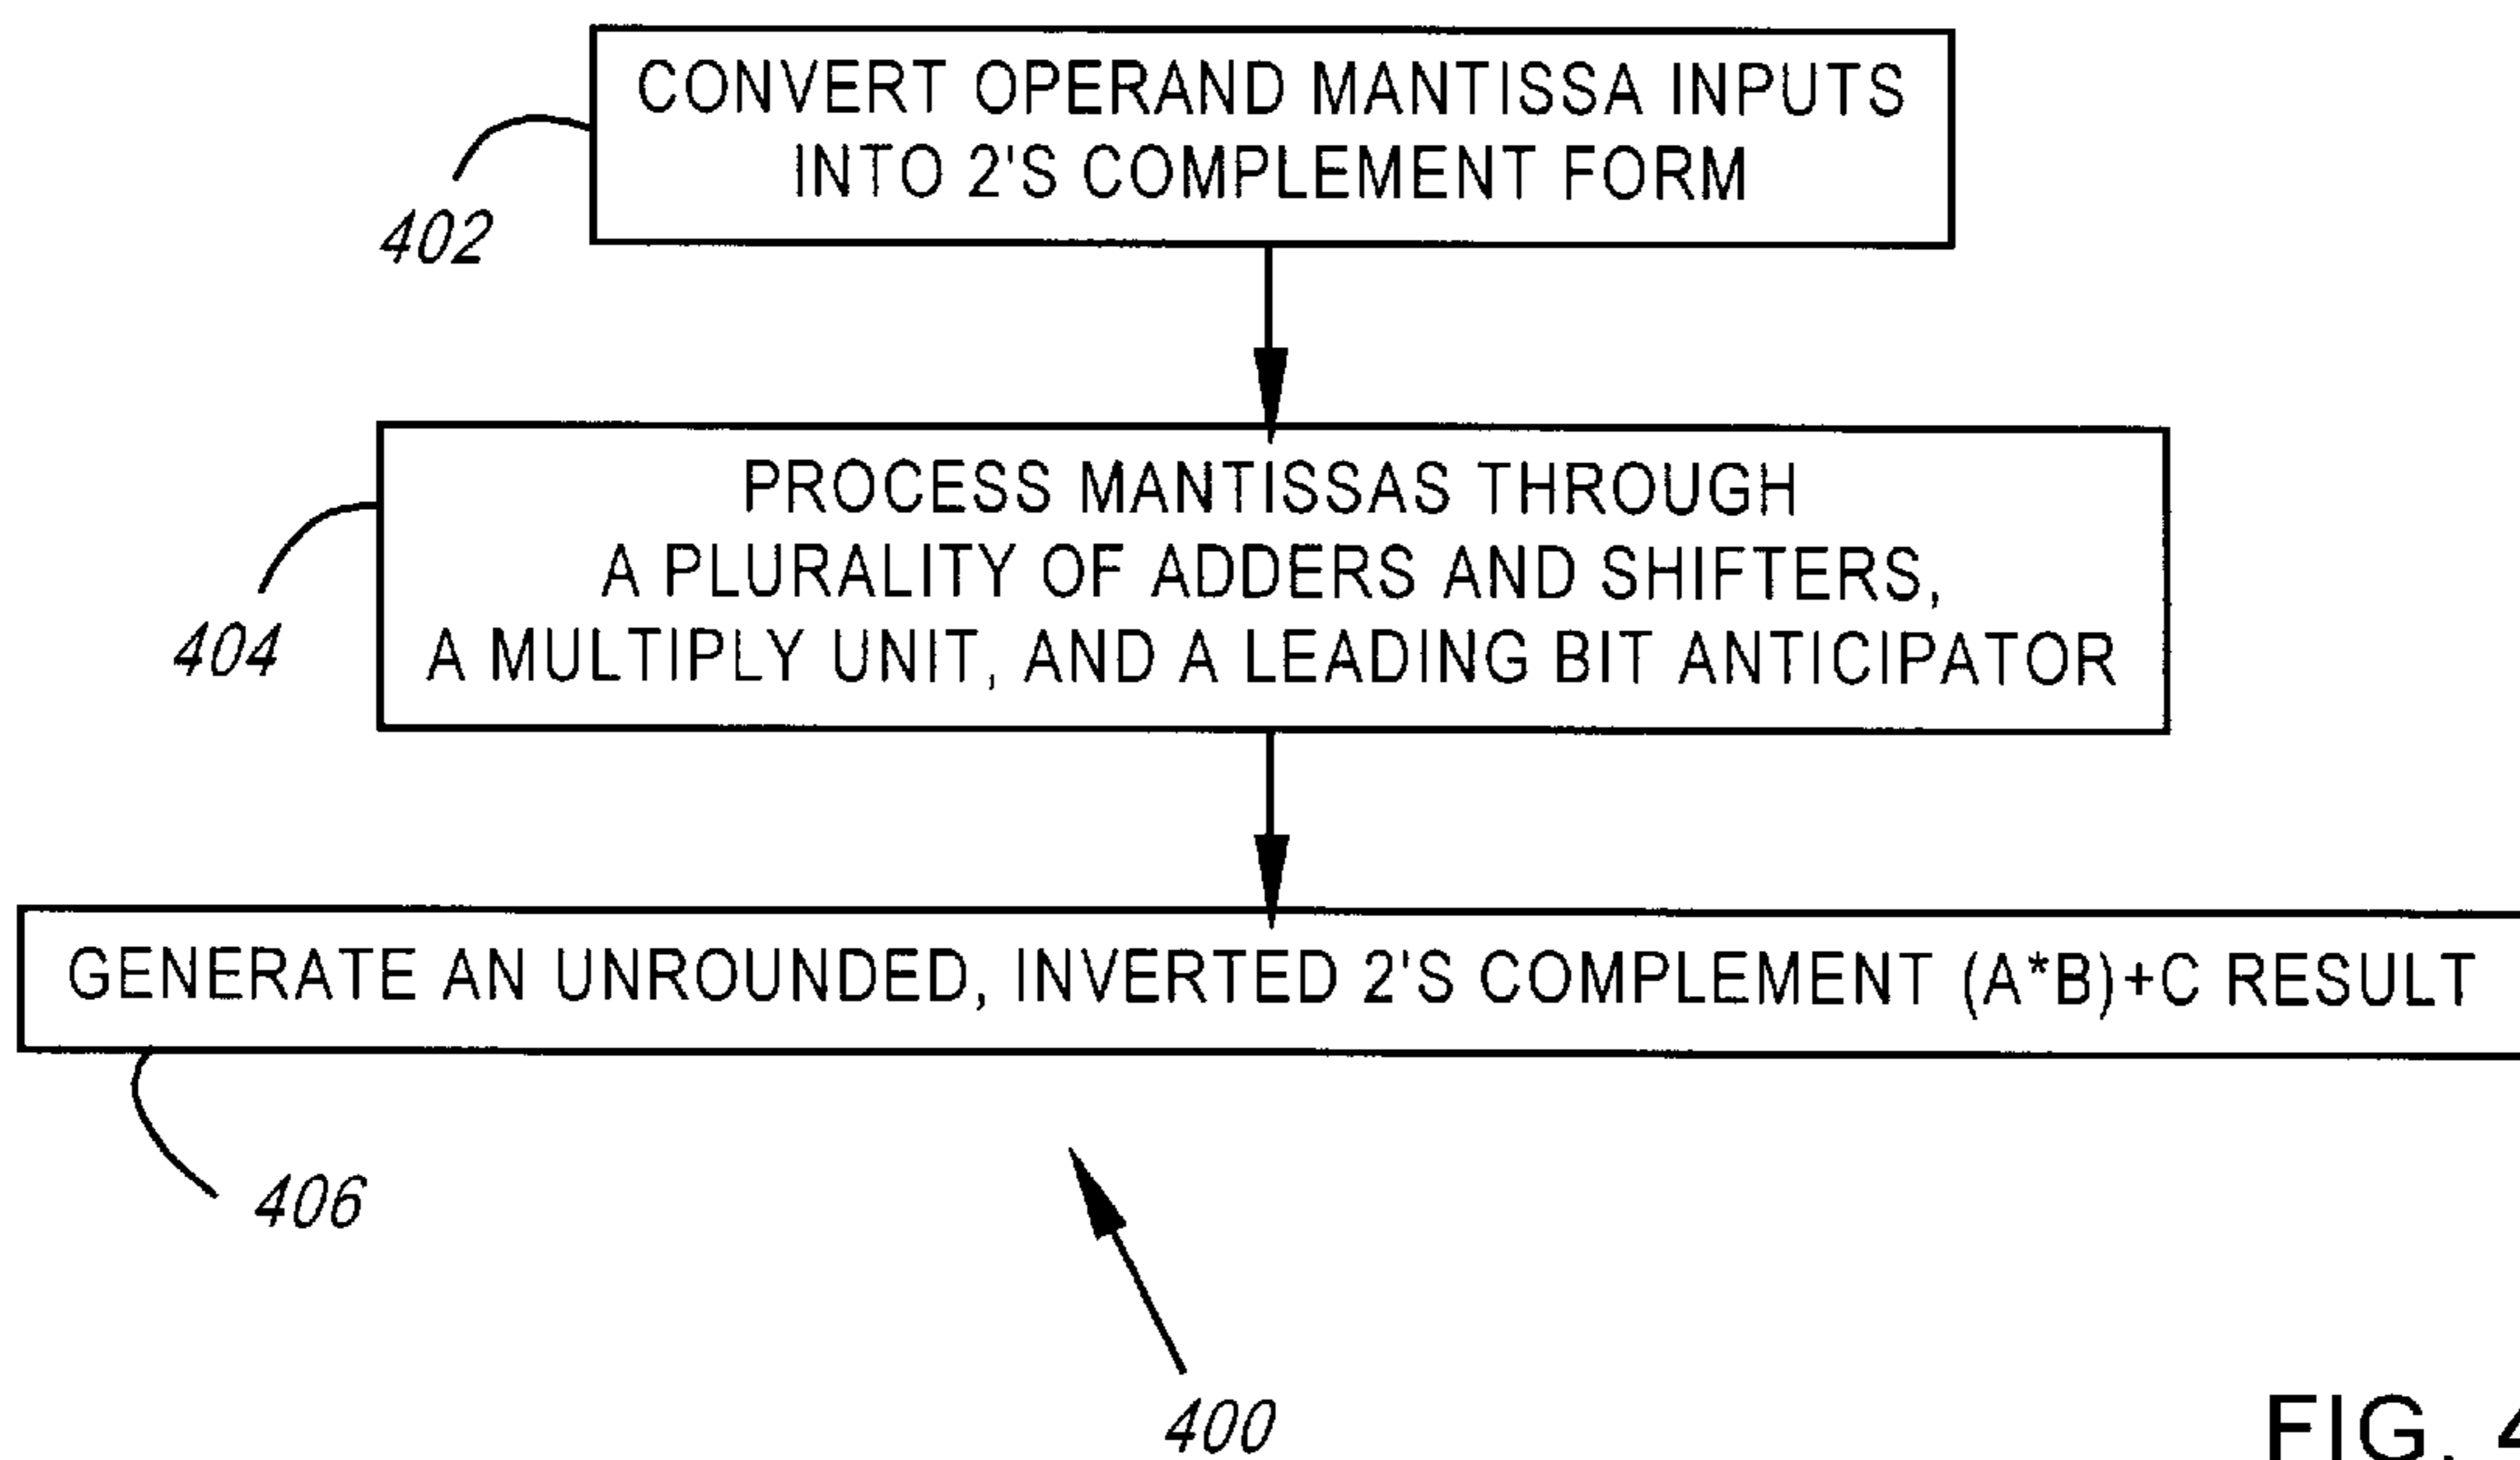 CONVERT OPERAND MANTISSA INPUTS
INTO 2'S COMPLEMENT FORM
402
PROCESS MANTISSAS THROUGH
A PLURALITY OF ADDERS AND SHIFTERS,
A MULTIPLY UNIT, AND A LEADING BIT ANTICIPATOR
404
GENERATE AN UNROUNDED, INVERTED 2'S COMPLEMENT (A*B)+C RESULT
406
400
FIG. 4